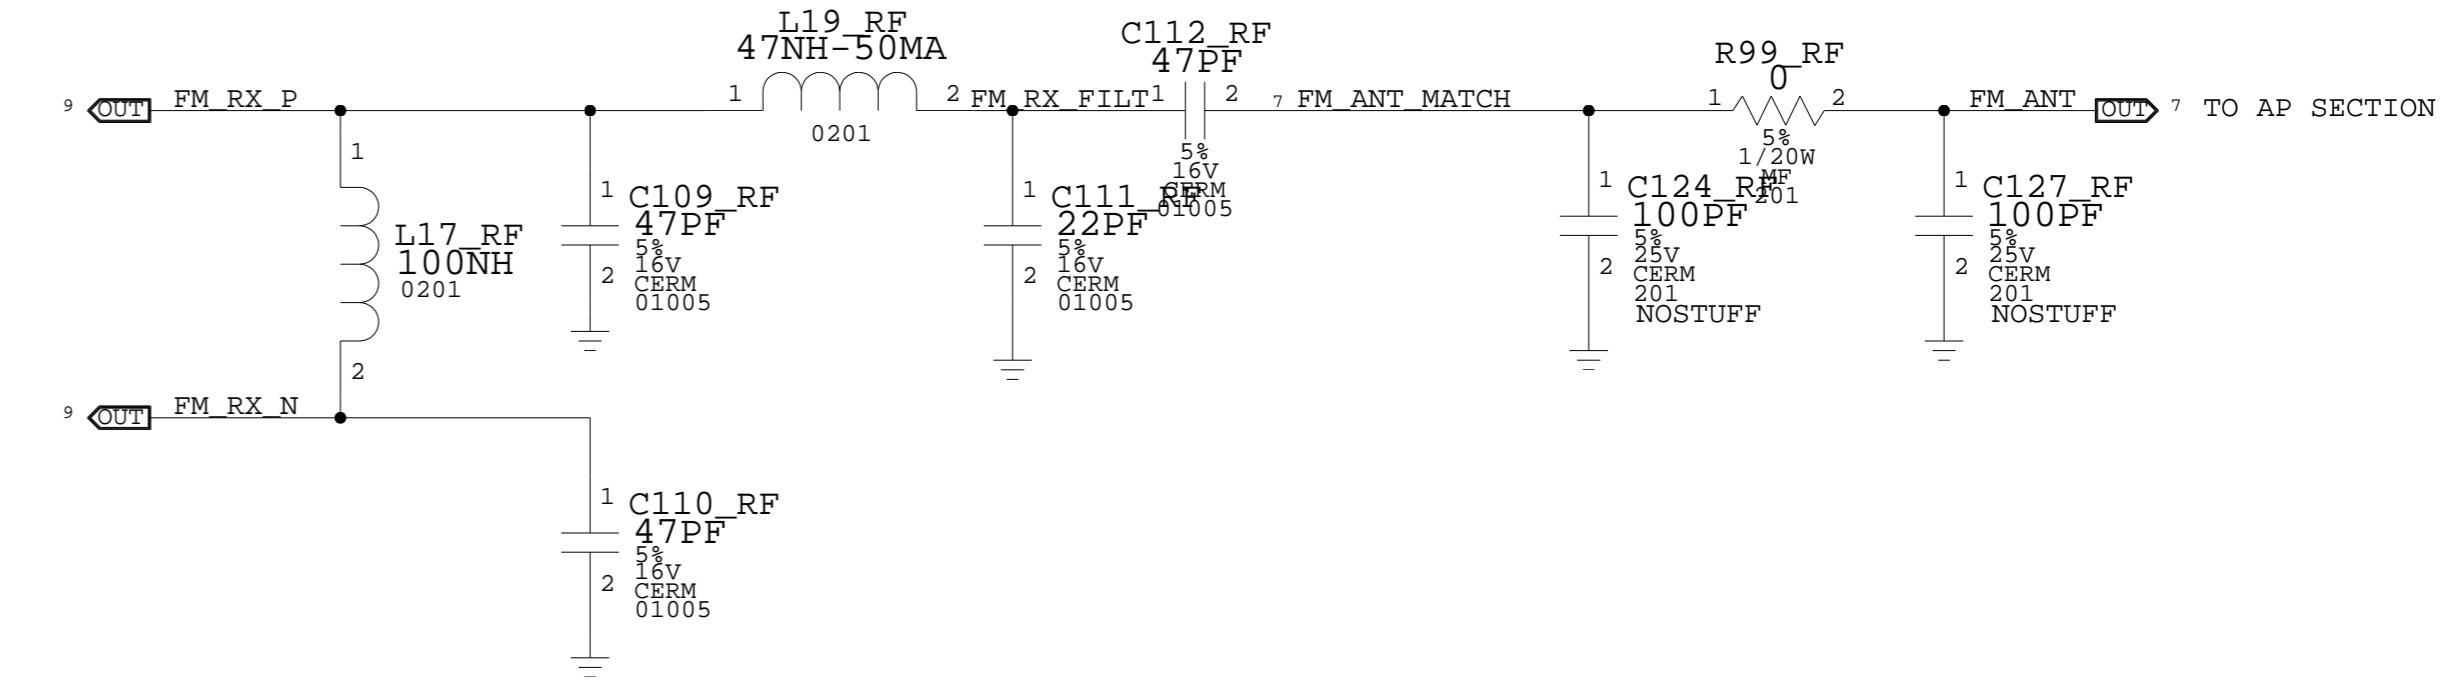 L19_RF
47NH-50MA
1
2
0201
C112_RF
47PF
1
2
5%
16V
CERM
01005
R99_RF
0
1
2
5%
1/20W
MF
201
9 OUT FM_RX_P
FM_RX_FILT
7 FM_ANT_MATCH
FM_ANT
OUT 7 TO AP SECTION
1
L17_RF
100NH
0201
2
1
C109_RF
47PF
5%
16V
CERM
01005
2
1
C111_RF
22PF
5%
16V
CERM
01005
2
1
C124_RF
100PF
5%
25V
CERM
201
NOSTUFF
2
1
C127_RF
100PF
5%
25V
CERM
201
NOSTUFF
2
9 OUT FM_RX_N
1
C110_RF
47PF
5%
16V
CERM
01005
2